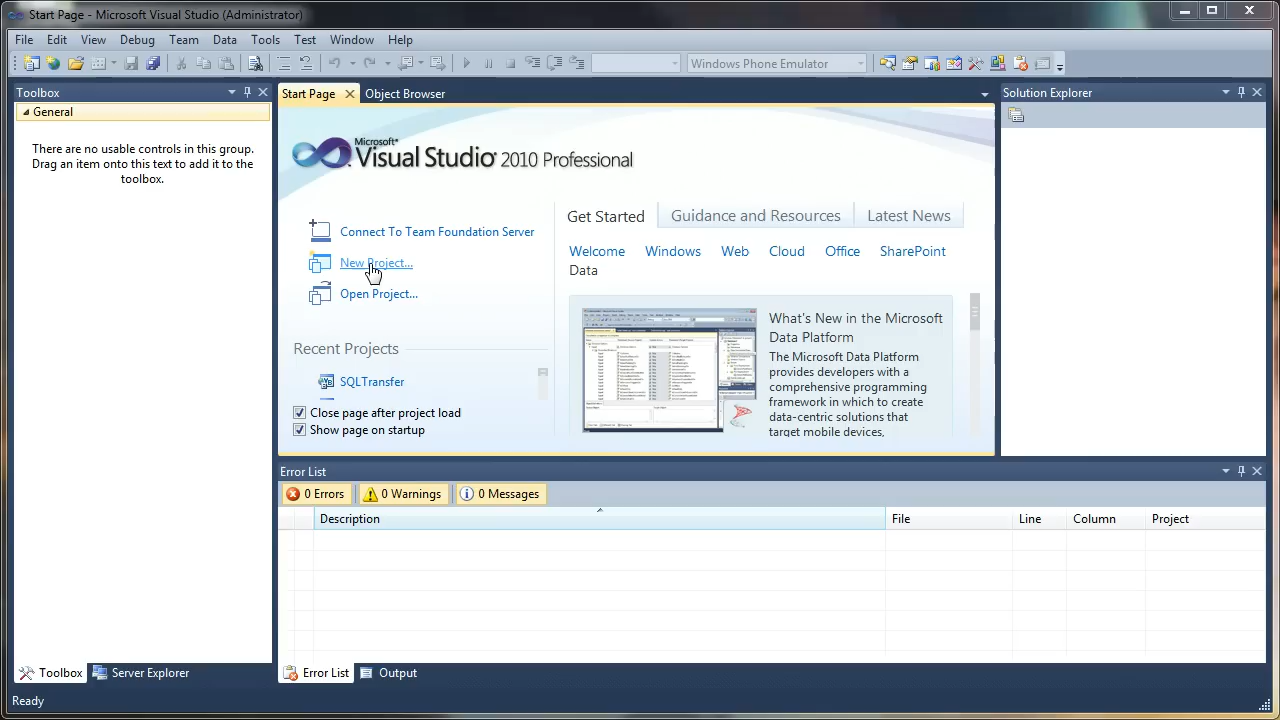 Start Page - Microsoft Visual Studio (Administrator)
File Edit View Debug Team Data Tools Test Window Help
Windows Phone Emulator
Toolbox
General
There are no usable controls in this group.
Drag an item onto this text to add it to the
toolbox.
Start Page
Object Browser
Microsoft®
Visual Studio® 2010 Professional
Connect To Team Foundation Server
New Project...
Open Project...
Recent Projects
SQLTransfer
Close page after project load
Show page on startup
Get Started
Guidance and Resources
Latest News
Welcome Windows Web Cloud Office SharePoint
Data
What's New in the Microsoft
Data Platform
The Microsoft Data Platform
provides developers with a
comprehensive programming
framework in which to create
data-centric solutions that
target mobile devices,
Solution Explorer
Error List
0 Errors
0 Warnings
0 Messages
Description File Line Column Project
Toolbox
Server Explorer
Error List
Output
Ready